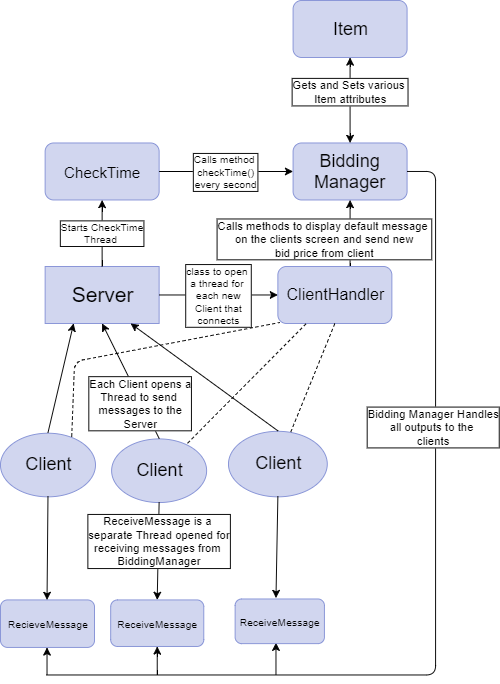 Item
Gets and Sets various
Item attributes
CheckTime
Calls method
checkTime()
every second
Bidding
Manager
Starts CheckTime
Thread
Calls methods to display default message
on the clients screen and send new
bid price from client
Server
class to open
a thread for
each new
Client that
connects
ClientHandler
Each Client opens a
Thread to send
messages to the
Server
Bidding Manager Handles
all outputs to the
clients
Client
Client
Client
ReceiveMessage is a
separate Thread opened for
receiving messages from
BiddingManager
RecieveMessage
ReceiveMessage
ReceiveMessage